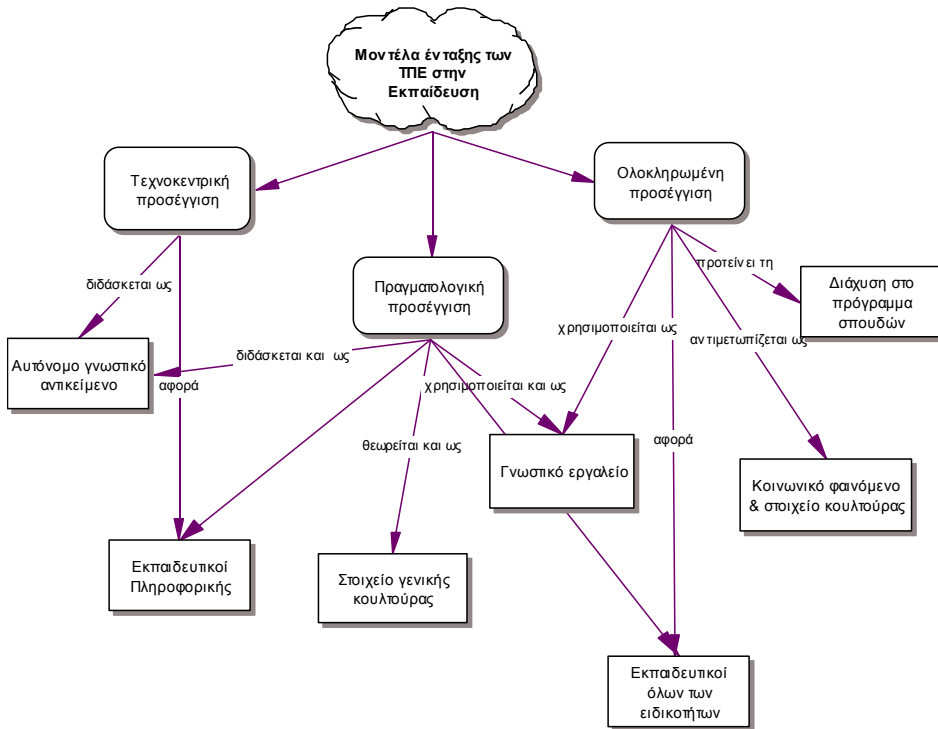 Μοντέλα ένταξης των
ΤΠΕ στην
Εκπαίδευση
Τεχνοκεντρική
προσέγγιση
Ολοκληρωμένη
προσέγγιση
Πραγματολογική
προσέγγιση
προτείνει τη
Διάχυση στο
πρόγραμμα
σπουδών
διδάσκεται ως
χρησιμοποιείται ως
αντιμετωπίζεται ως
Αυτόνομο γνωστικό
αντικείμενο
διδάσκεται και ως
αφορά
χρησιμοποιείται και ως
θεωρείται και ως
αφορά
Γνωστικό εργαλείο
Κοινωνικό φαινόμενο
& στοιχείο κουλτούρας
Εκπαιδευτικοί
Πληροφορικής
Στοιχείο γενικής
κουλτούρας
Εκπαιδευτικοί
όλων των
ειδικοτήτων